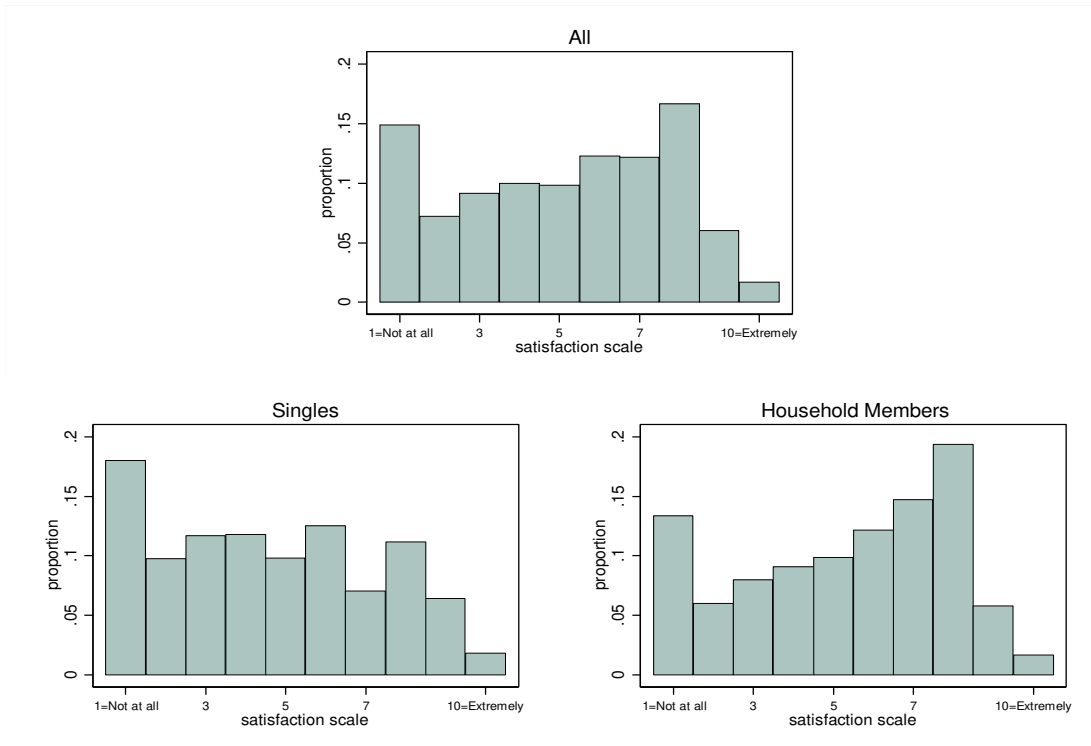 All
.2
.15
.1
.05
0
proportion
1=Not at all 3 5 7 10=Extremely
satisfaction scale
Singles
.2
.15
.1
.05
0
proportion
1=Not at all 3 5 7 10=Extremely
satisfaction scale
Household Members
.2
.15
.1
.05
0
proportion
1=Not at all 3 5 7 10=Extremely
satisfaction scale